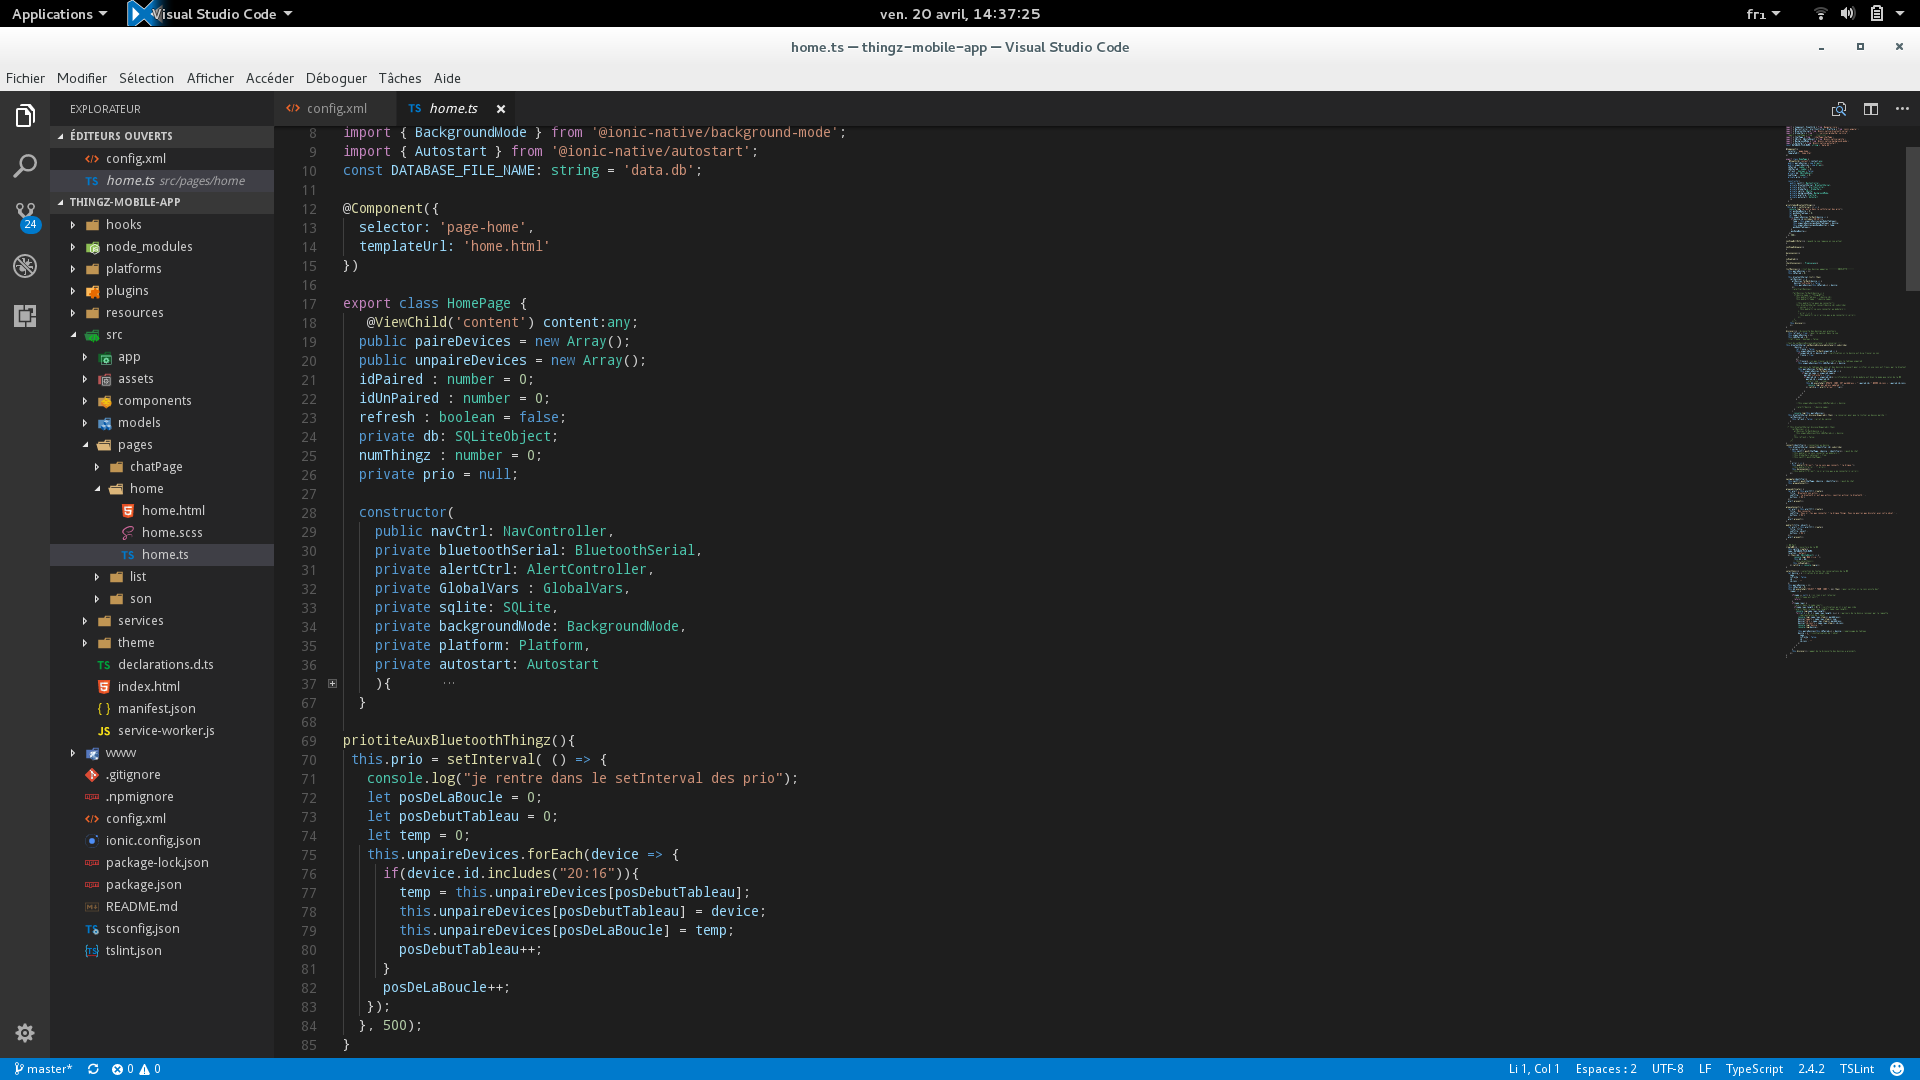 Applications
Visual Studio Code
ven. 20 avril, 14:37:25
fr1
home.ts — thingz-mobile-app — Visual Studio Code
Fichier Modifier Sélection Afficher Accéder Déboguer Tâches Aide
EXPLORATEUR
ÉDITEURS OUVERTS
config.xml
TS home.ts src/pages/home
THINGZ-MOBILE-APP
24
hooks
node_modules
platforms
plugins
resources
src
app
assets
components
models
pages
chatPage
home
home.html
home.scss
TS home.ts
list
son
services
theme
TS declarations.d.ts
index.html
{ } manifest.json
JS service-worker.js
www
.gitignore
.npmignore
config.xml
ionic.config.json
package-lock.json
package.json
README.md
tsconfig.json
tslint.json
config.xml
TS home.ts
8 import { BackgroundMode } from '@ionic-native/background-mode';
9 import { Autostart } from '@ionic-native/autostart';
10 const DATABASE_FILE_NAME: string = 'data.db';
11
12 @Component({
13   selector: 'page-home',
14   templateUrl: 'home.html'
15 })
16
17 export class HomePage {
18    @ViewChild('content') content:any;
19   public paireDevices = new Array();
20   public unpaireDevices = new Array();
21   idPaired : number = 0;
22   idUnPaired : number = 0;
23   refresh : boolean = false;
24   private db: SQLiteObject;
25   numThingz : number = 0;
26   private prio = null;
27
28   constructor(
29     public navCtrl: NavController,
30     private bluetoothSerial: BluetoothSerial,
31     private alertCtrl: AlertController,
32     private GlobalVars : GlobalVars,
33     private sqlite: SQLite,
34     private backgroundMode: BackgroundMode,
35     private platform: Platform,
36     private autostart: Autostart
37     ){ ...
67   }
68
69 priotiteAuxBluetoothThingz(){
70  this.prio = setInterval( () => {
71    console.log("je rentre dans le setInterval des prio");
72    let posDeLaBoucle = 0;
73    let posDebutTableau = 0;
74    let temp = 0;
75    this.unpaireDevices.forEach(device => {
76      if(device.id.includes("20:16")){
77        temp = this.unpaireDevices[posDebutTableau];
78        this.unpaireDevices[posDebutTableau] = device;
79        this.unpaireDevices[posDeLaBoucle] = temp;
80        posDebutTableau++;
81      }
82      posDeLaBoucle++;
83    });
84   }, 500);
85 }
master* 0 0
Li 1, Col 1 Espaces : 2 UTF-8 LF TypeScript 2.4.2 TSLint